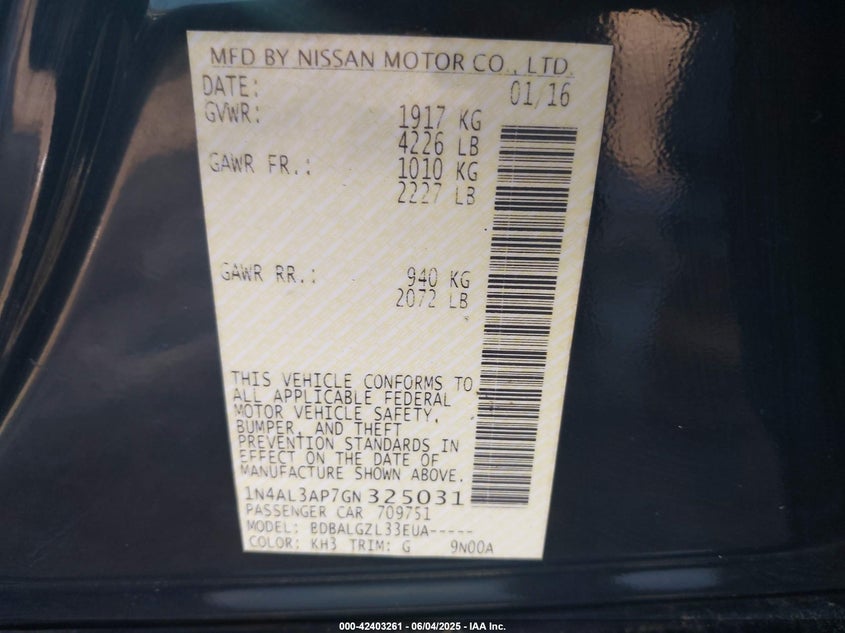 MFD BY NISSAN MOTOR CO., LTD.
DATE: 01/16
GVWR: 1917 KG
4226 LB
GAWR FR.: 1010 KG
2227 LB
GAWR RR.: 940 KG
2072 LB
THIS VEHICLE CONFORMS TO
ALL APPLICABLE FEDERAL
MOTOR VEHICLE SAFETY,
BUMPER, AND THEFT
PREVENTION STANDARDS IN
EFFECT ON THE DATE OF
MANUFACTURE SHOWN ABOVE.
1N4AL3AP7GN325031
PASSENGER CAR 709751
MODEL: BDBALGZL33EUA-----
COLOR: KH3 TRIM: G 9N00A
000-42403261 - 06/04/2025 - IAA Inc.